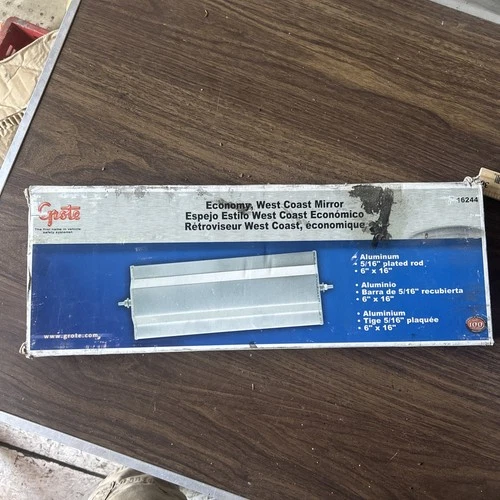 Grote
The first name in vehicle
safety systems
Economy, West Coast Mirror
Espejo Estilo West Coast Económico
Rétroviseur West Coast, économique
16244
• Aluminum
• 5/16" plated rod
• 6" x 16"
• Aluminio
• Barra de 5/16" recubierta
• 6" x 16"
• Aluminium
• Tige 5/16" plaquée
• 6" x 16"
www.grote.com
100